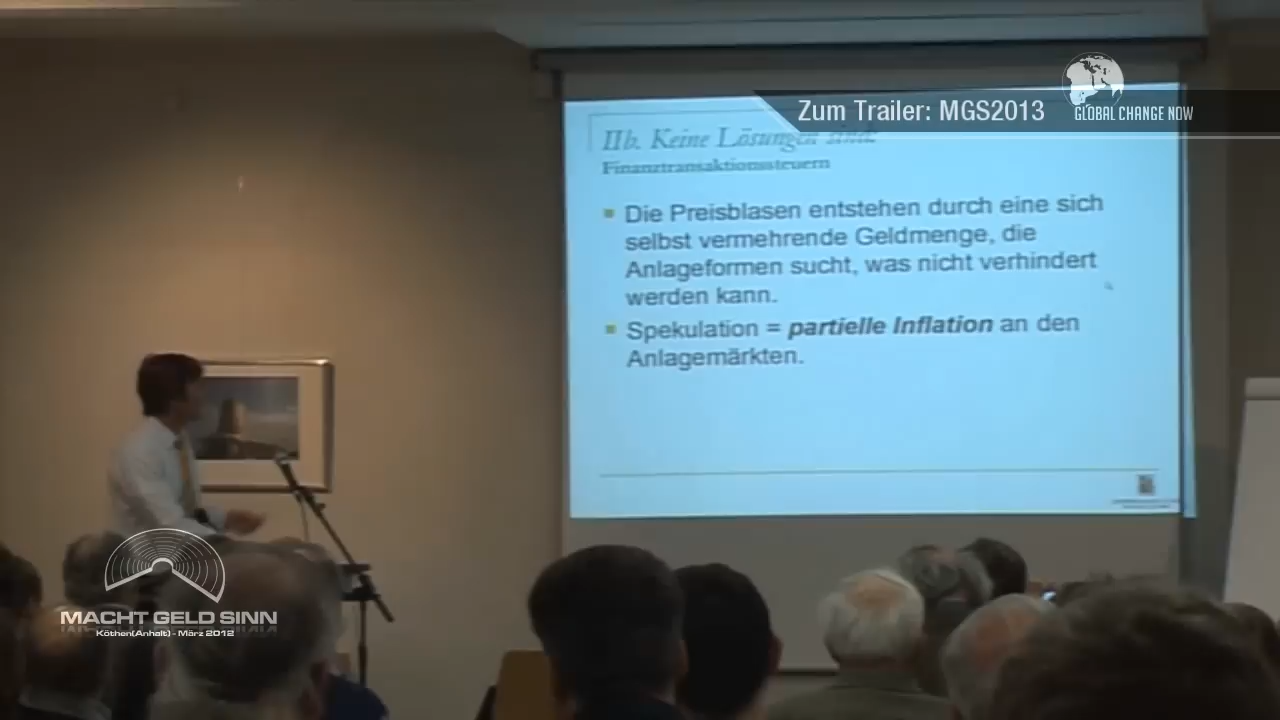 Zum Trailer: MGS2013
GLOBAL CHANGE NOW
IIb. Keine Lösungen sind:
Finanztransaktionssteuern
Die Preisblasen entstehen durch eine sich
selbst vermehrende Geldmenge, die
Anlageformen sucht, was nicht verhindert
werden kann.
Spekulation = partielle Inflation an den
Anlagemärkten.
MACHT GELD SINN
Köthen(Anhalt) - März 2012